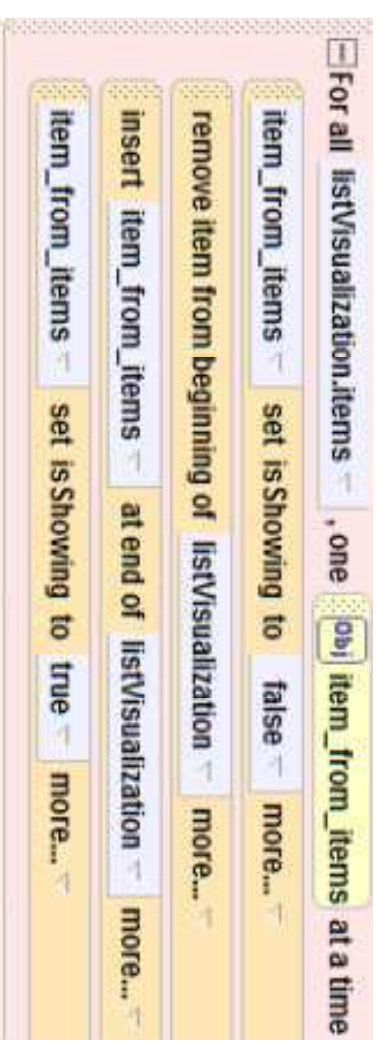 For all listVisualization.items , one Obj item_from_items at a time
item_from_items set isShowing to false more...
remove item from beginning of listVisualization more...
insert item_from_items at end of listVisualization more...
item_from_items set isShowing to true more...